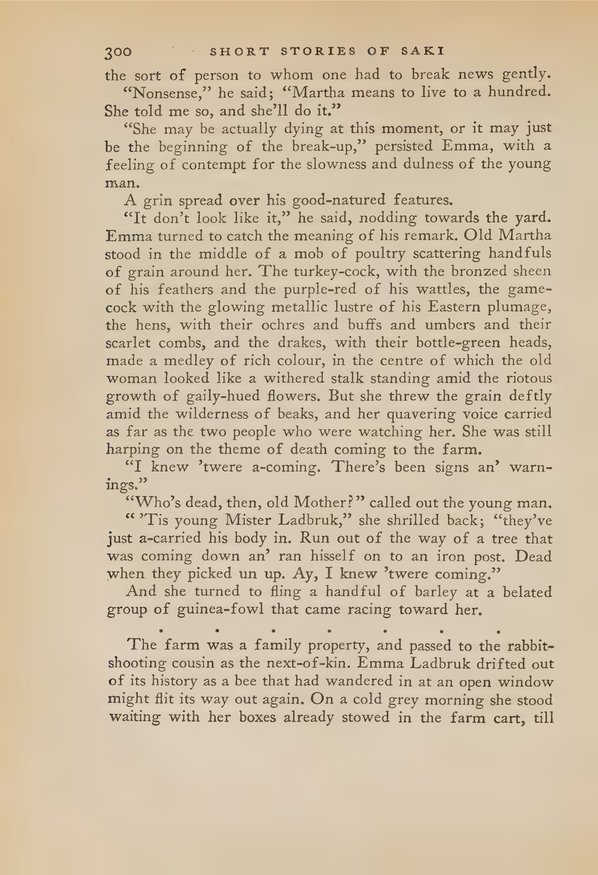 300 SHORT STORIES OF SAKI
the sort of person to whom one had to break news gently.
“Nonsense,” he said; “Martha means to live to a hundred.
She told me so, and she’ll do it.”
“She may be actually dying at this moment, or it may just
be the beginning of the break-up,” persisted Emma, with a
feeling of contempt for the slowness and dulness of the young
man.
A grin spread over his good-natured features.
“It don’t look like it,” he said, nodding towards the yard.
Emma turned to catch the meaning of his remark. Old Martha
stood in the middle of a mob of poultry scattering handfuls
of grain around her. The turkey-cock, with the bronzed sheen
of his feathers and the purple-red of his wattles, the game-
cock with the glowing metallic lustre of his Eastern plumage,
the hens, with their ochres and buffs and umbers and their
scarlet combs, and the drakes, with their bottle-green heads,
made a medley of rich colour, in the centre of which the old
woman looked like a withered stalk standing amid the riotous
growth of gaily-hued flowers. But she threw the grain deftly
amid the wilderness of beaks, and her quavering voice carried
as far as the two people who were watching her. She was still
harping on the theme of death coming to the farm.
“I knew ’twere a-coming. There’s been signs an’ warn-
ings.”
“Who’s dead, then, old Mother?” called out the young man.
“ ’Tis young Mister Ladbruk,” she shrilled back; “they’ve
just a-carried his body in. Run out of the way of a tree that
was coming down an’ ran hisself on to an iron post. Dead
when they picked un up. Ay, I knew ’twere coming.”
And she turned to fling a handful of barley at a belated
group of guinea-fowl that came racing toward her.
. . . . . . .
The farm was a family property, and passed to the rabbit-
shooting cousin as the next-of-kin. Emma Ladbruk drifted out
of its history as a bee that had wandered in at an open window
might flit its way out again. On a cold grey morning she stood
waiting with her boxes already stowed in the farm cart, till